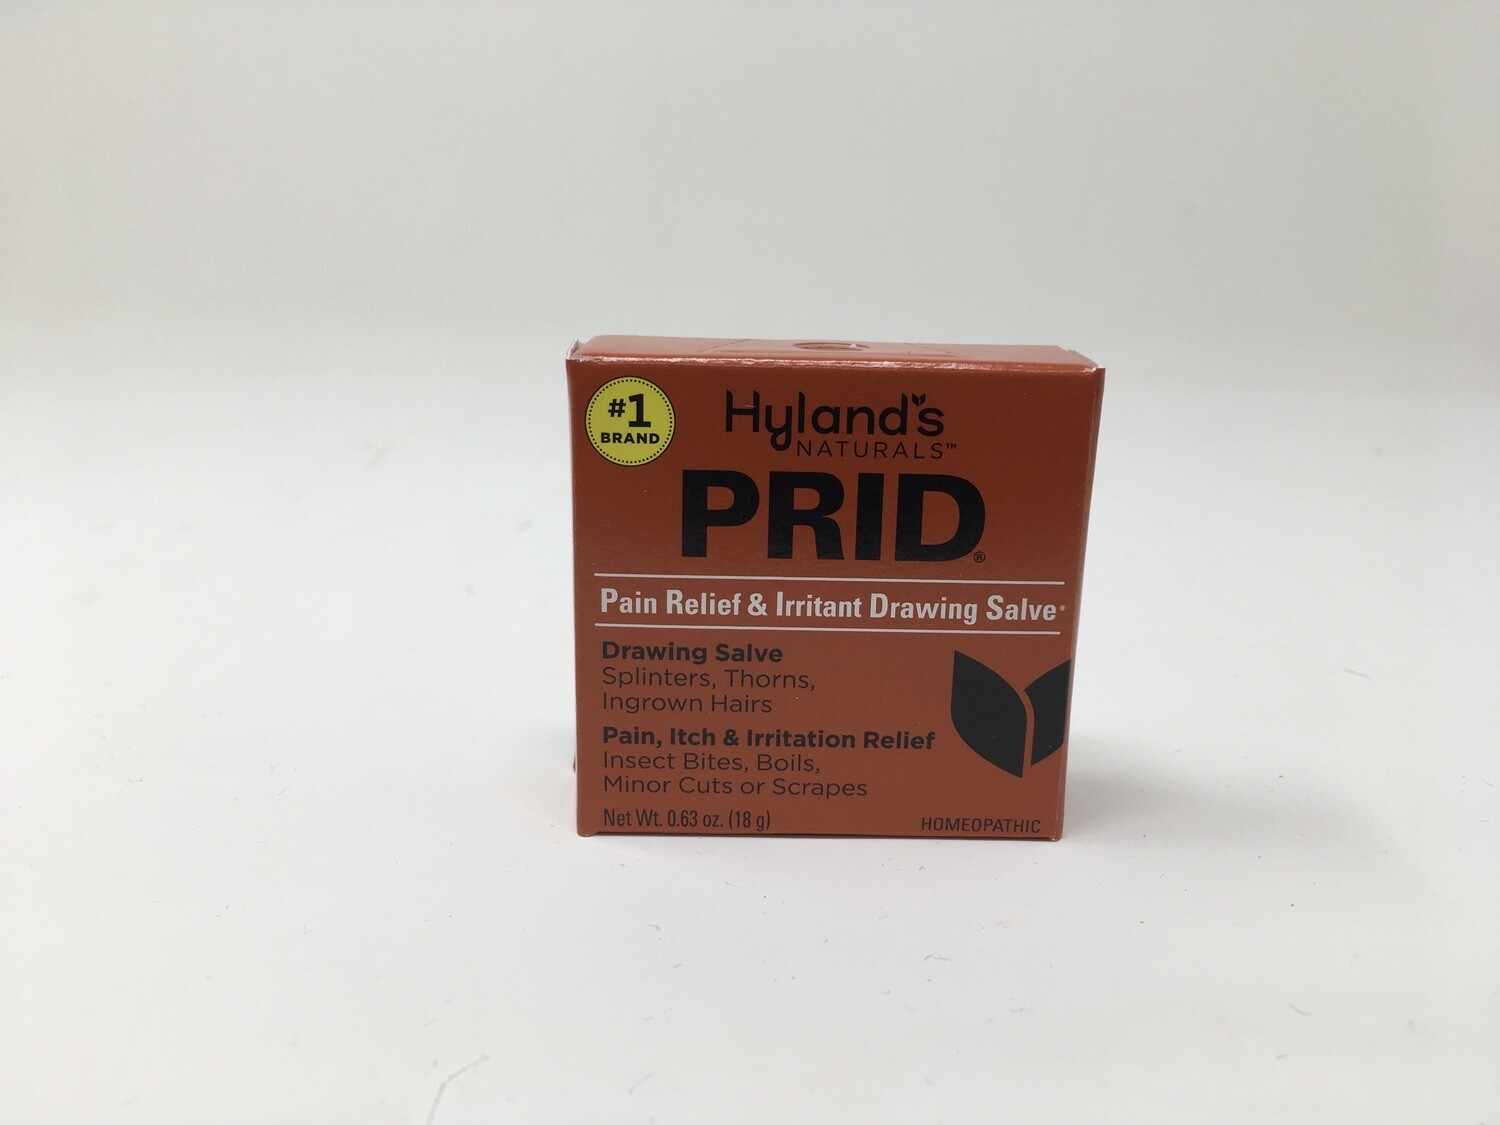 #1
BRAND
Hyland's
NATURALS™
PRID®
Pain Relief & Irritant Drawing Salve*
Drawing Salve
Splinters, Thorns,
Ingrown Hairs
Pain, Itch & Irritation Relief
Insect Bites, Boils,
Minor Cuts or Scrapes
Net Wt. 0.63 oz. (18 g)
HOMEOPATHIC